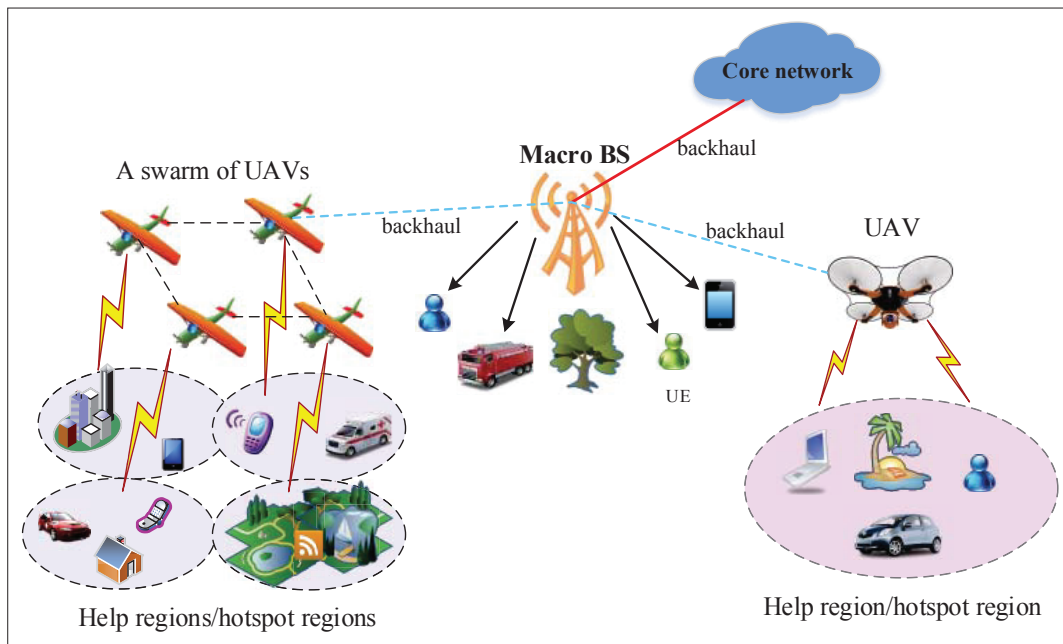 Core network
backhaul
Macro BS
A swarm of UAVs
backhaul
backhaul
UAV
UE
Help regions/hotspot regions
Help region/hotspot region